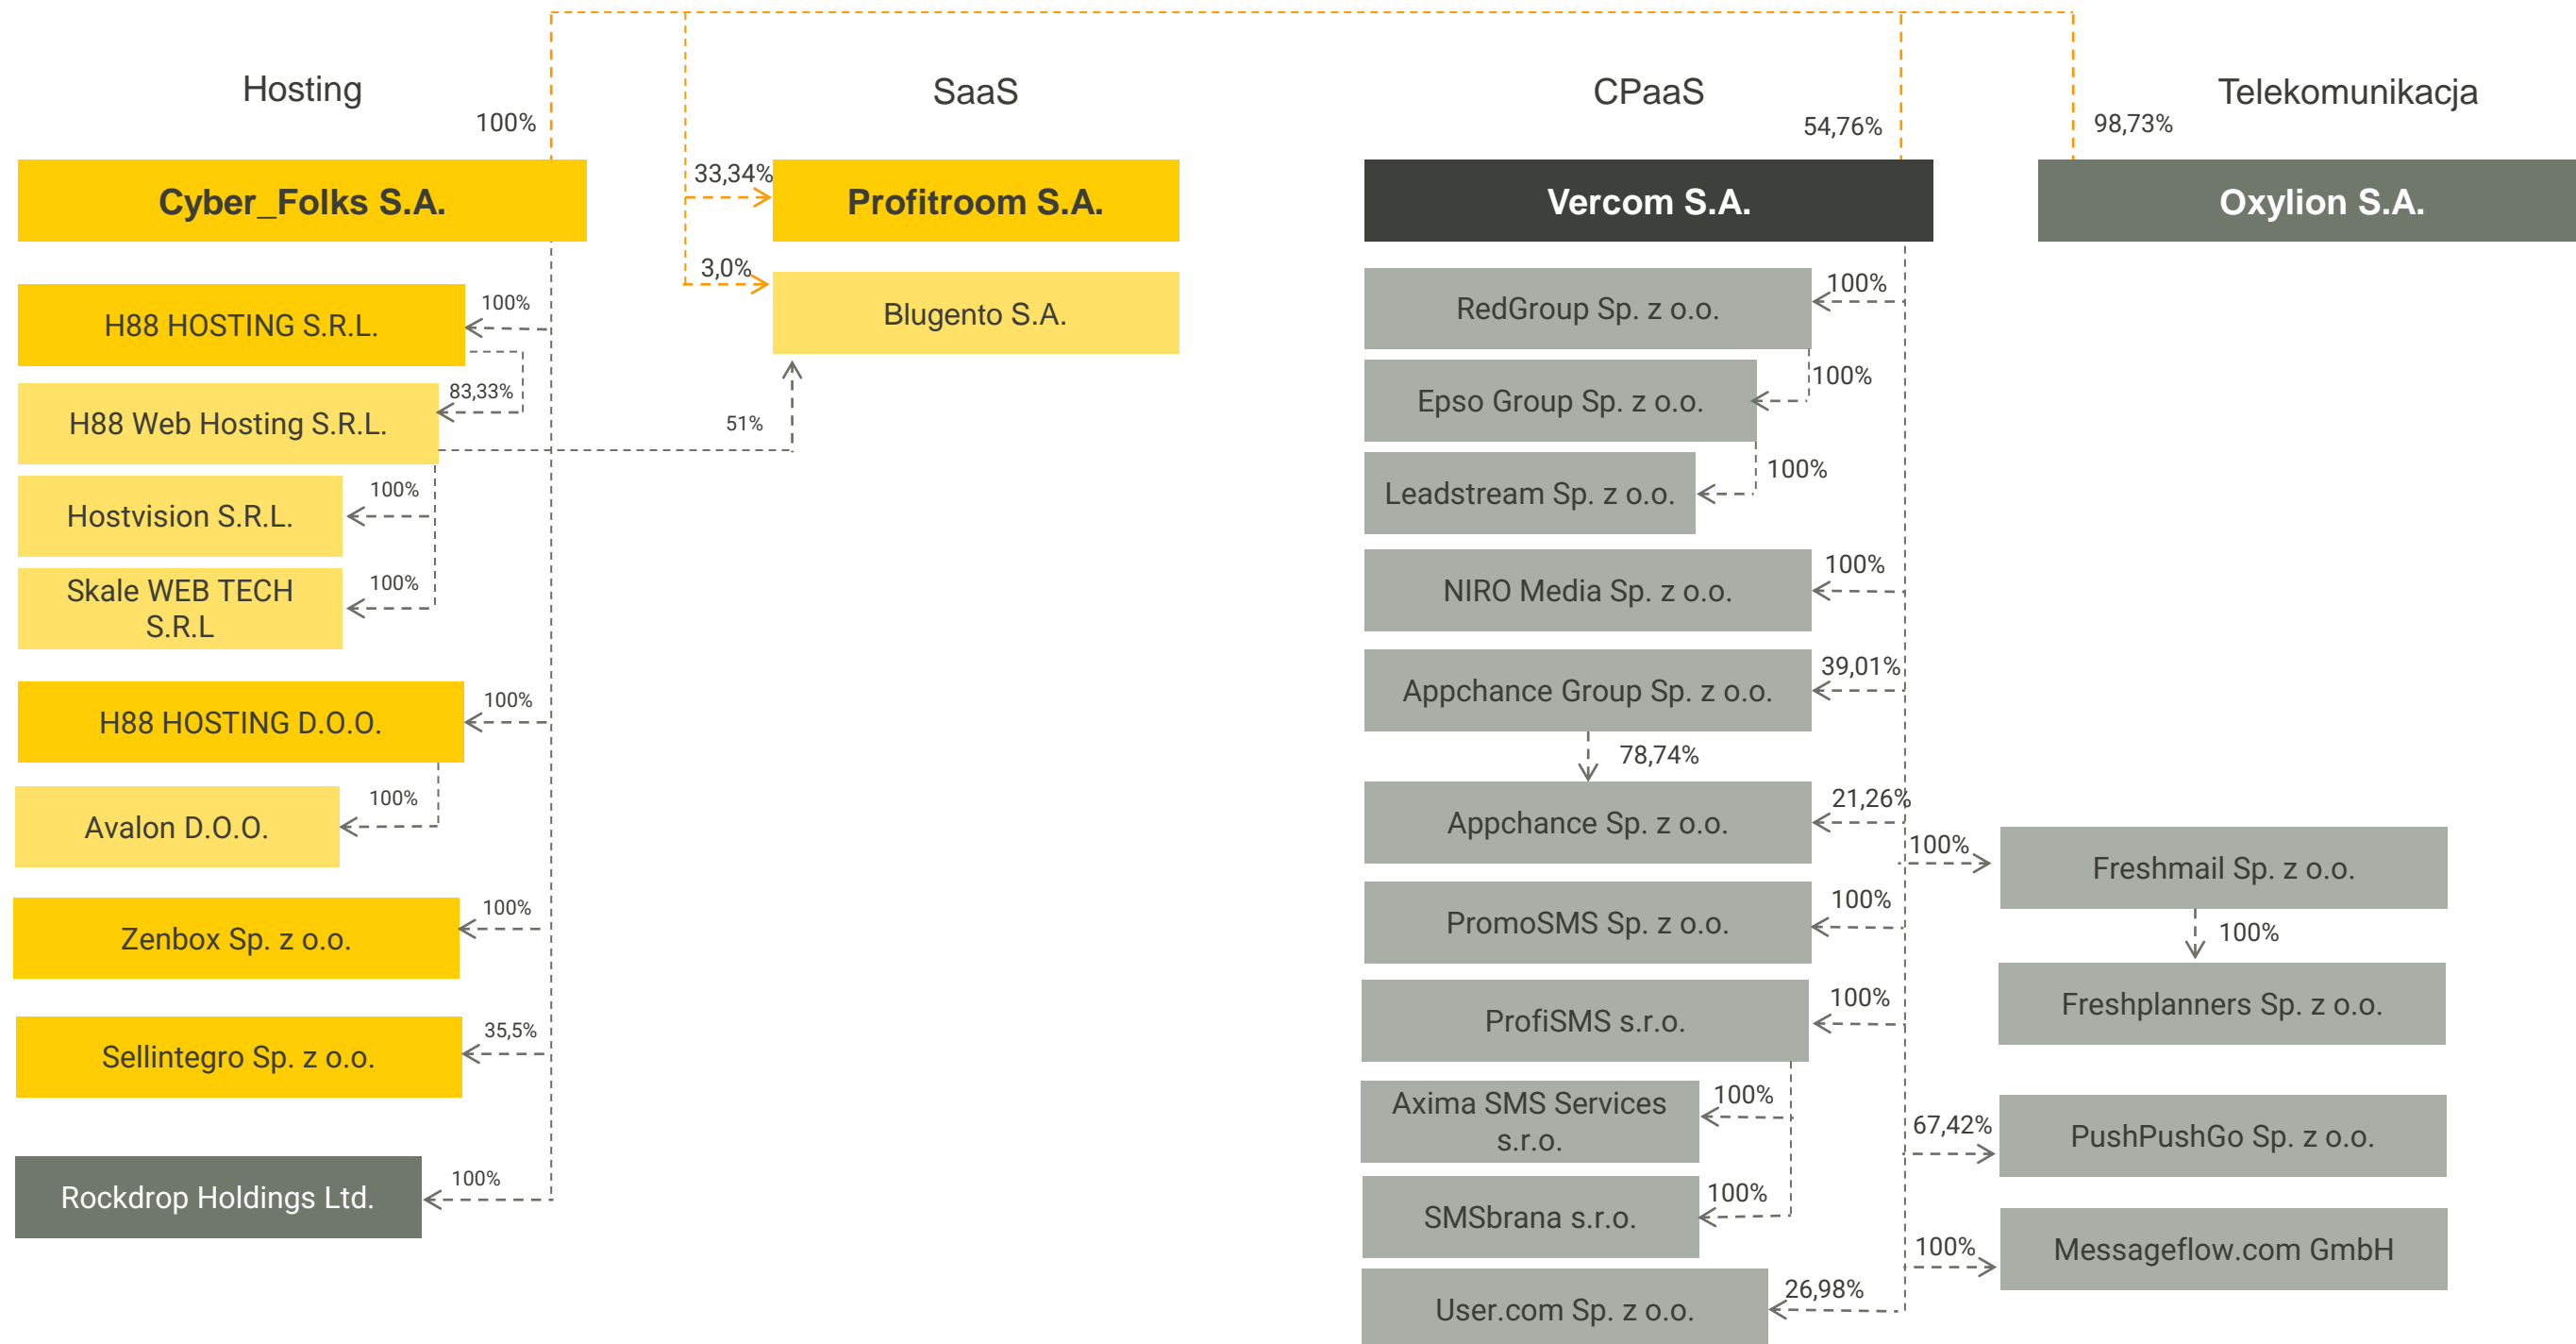 Hosting
SaaS
CPaaS
Telekomunikacja
100%
54,76%
98,73%
Cyber_Folks S.A.
33,34%
Profitroom S.A.
Vercom S.A.
Oxylion S.A.
3,0%
Blugento S.A.
51%
100%
H88 HOSTING S.R.L.
83,33%
H88 Web Hosting S.R.L.
100%
Hostvision S.R.L.
100%
Skale WEB TECH
S.R.L
100%
H88 HOSTING D.O.O.
100%
Avalon D.O.O.
100%
Zenbox Sp. z o.o.
35,5%
Sellintegro Sp. z o.o.
100%
Rockdrop Holdings Ltd.
100%
RedGroup Sp. z o.o.
100%
Epso Group Sp. z o.o.
100%
Leadstream Sp. z o.o.
100%
NIRO Media Sp. z o.o.
39,01%
Appchance Group Sp. z o.o.
78,74%
21,26%
Appchance Sp. z o.o.
100%
PromoSMS Sp. z o.o.
100%
ProfiSMS s.r.o.
100%
Axima SMS Services
s.r.o.
100%
SMSbrana s.r.o.
26,98%
User.com Sp. z o.o.
100%
Freshmail Sp. z o.o.
100%
Freshplanners Sp. z o.o.
67,42%
PushPushGo Sp. z o.o.
100%
Messageflow.com GmbH